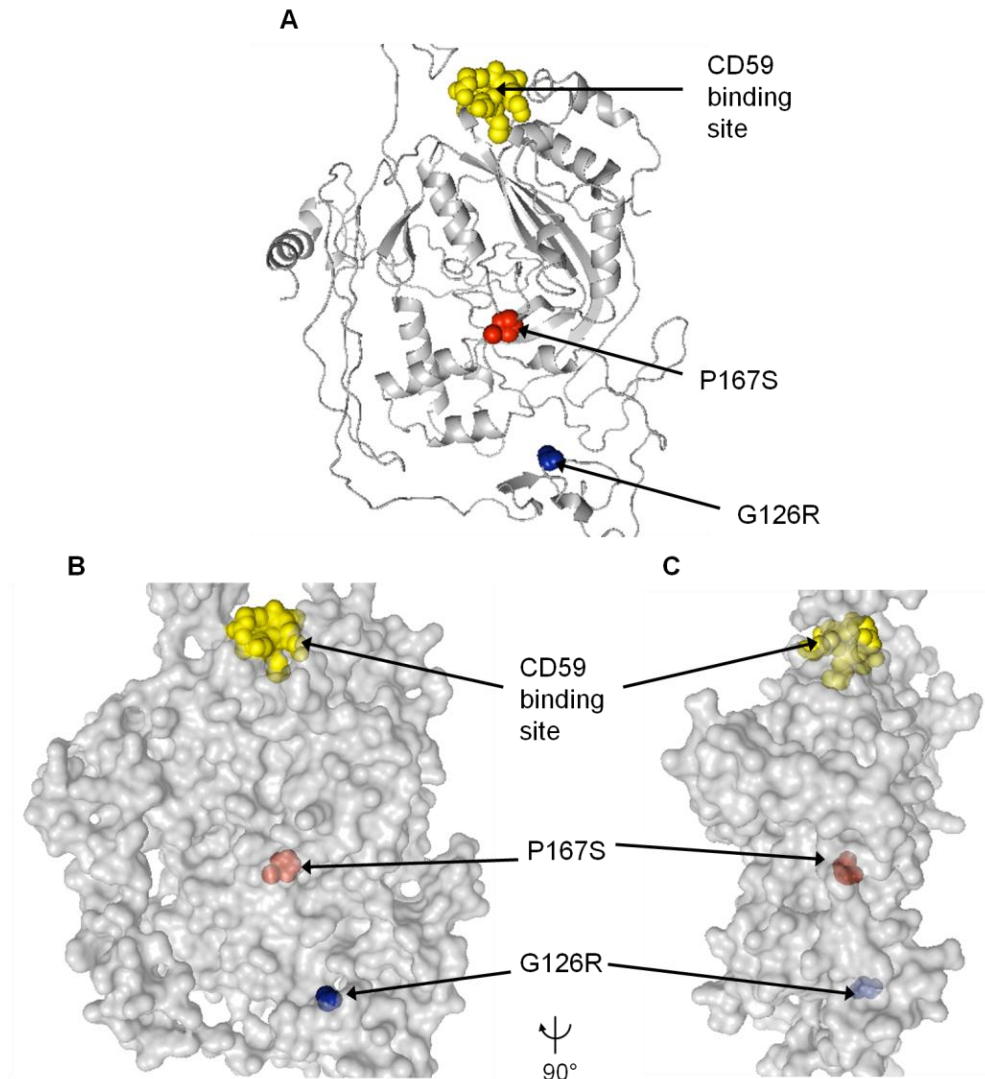 A
CD59
binding
site
P167S
G126R
B
C
CD59
binding
site
P167S
G126R
90°